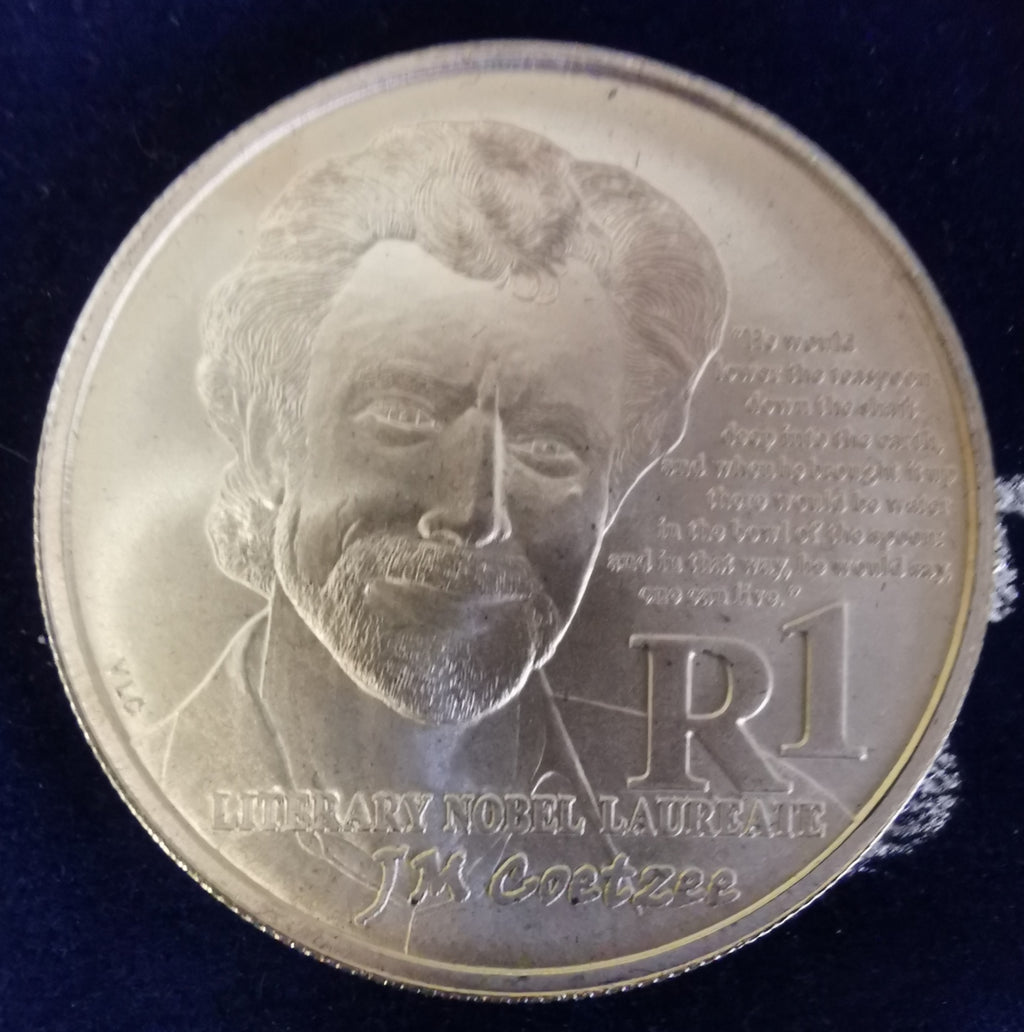 "He would
lower the teaspoon
down the shaft
deep into the earth,
and when he brought it up
there would be water
in the bowl of the spoon;
and in that way, he would say,
one can live."
R1
VLG
LITERARY NOBEL LAUREATE
JM Coetzee